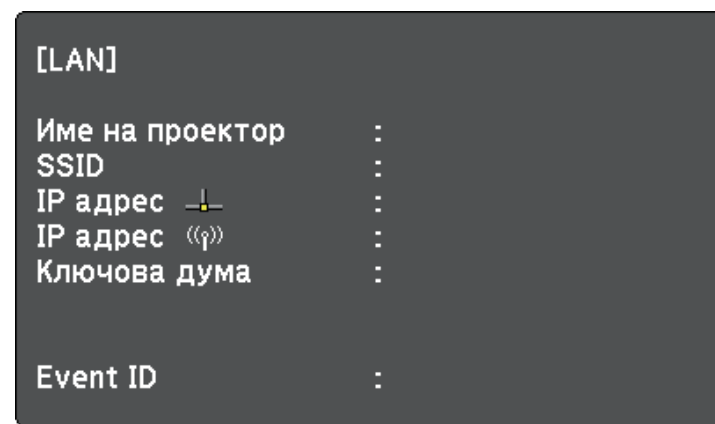 [LAN]
Име на проектор :
SSID :
IP адрес :
IP адрес :
Ключова дума :
Event ID :